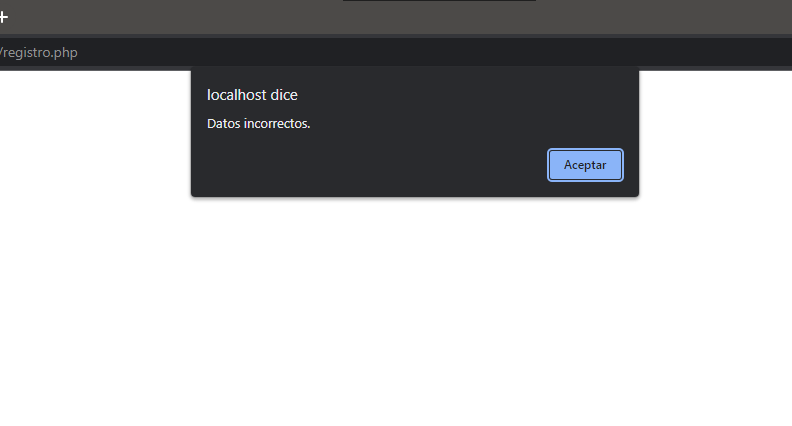 /registro.php
localhost dice
Datos incorrectos.
Aceptar